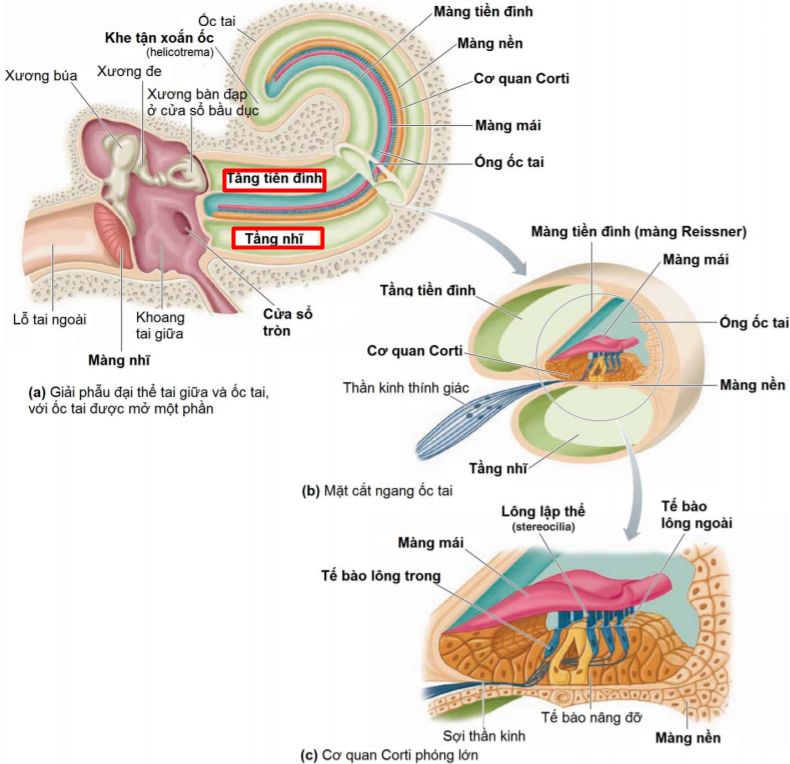 Ốc tai
Khe tận xoắn ốc
(helicotrema)
Màng tiền đình
Màng nền
Cơ quan Corti
Màng mái
Ống ốc tai
Xương búa
Xương đe
Xương bàn đạp
ở cửa sổ bầu dục
Tầng tiền đình
Tầng nhĩ
Lỗ tai ngoài
Màng nhĩ
Khoang
tai giữa
Cửa sổ
tròn
(a) Giải phẫu đại thể tai giữa và ốc tai,
với ốc tai được mở một phần
Màng tiền đình (màng Reissner)
Màng mái
Tầng tiền đình
Ống ốc tai
Cơ quan Corti
Thần kinh thính giác
Màng nền
Tầng nhĩ
(b) Mặt cắt ngang ốc tai
Lông lập thể
(stereocilia)
Tế bào
lông ngoài
Màng mái
Tế bào lông trong
Sợi thần kinh
Tế bào nâng đỡ
Màng nền
(c) Cơ quan Corti phóng lớn